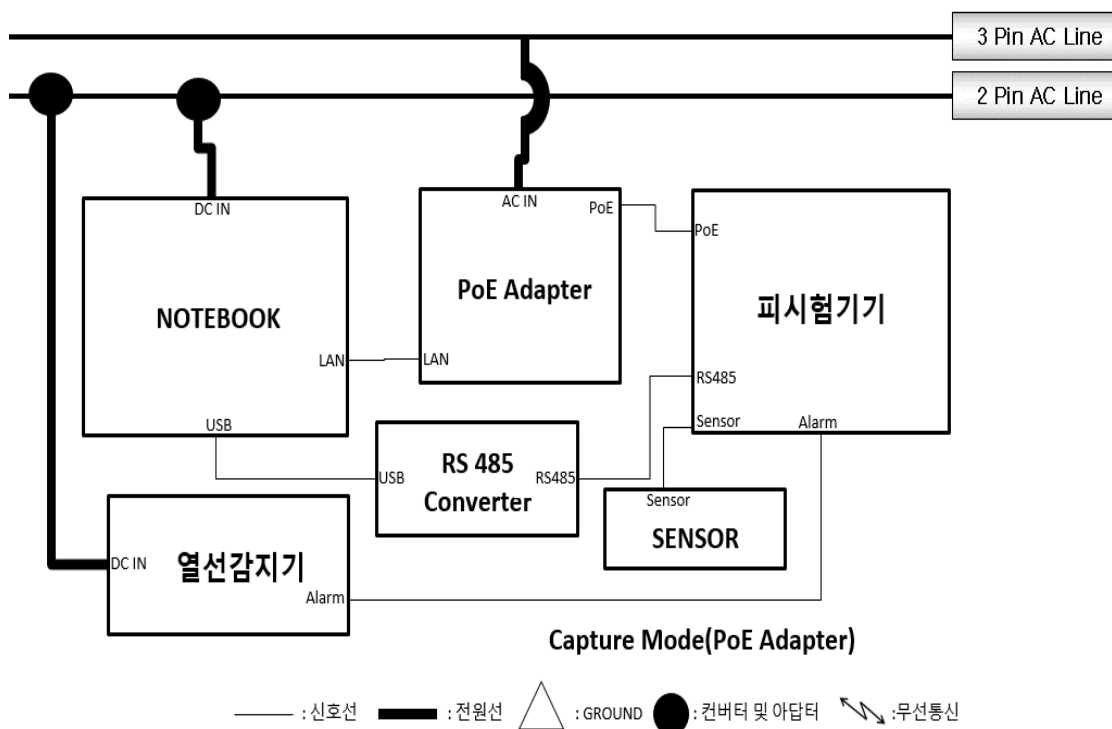 3 Pin AC Line
2 Pin AC Line
DC IN
NOTEBOOK
LAN
USB
AC IN
PoE
PoE Adapter
LAN
PoE
피시험기기
RS485
Sensor
Alarm
USB
RS 485
Converter
RS485
Sensor
SENSOR
DC IN
열선감지기
Alarm
Capture Mode(PoE Adapter)
: 신호선 : 전원선 : GROUND : 컨버터 및 아답터 :무선통신